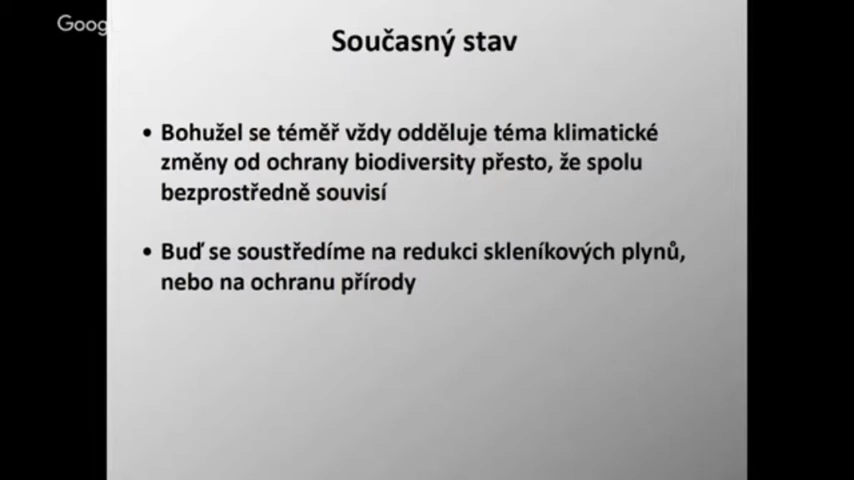 Goog
Současný stav
• Bohužel se téměř vždy odděluje téma klimatické
změny od ochrany biodiversity přesto, že spolu
bezprostředně souvisí
• Buď se soustředíme na redukci skleníkových plynů,
nebo na ochranu přírody